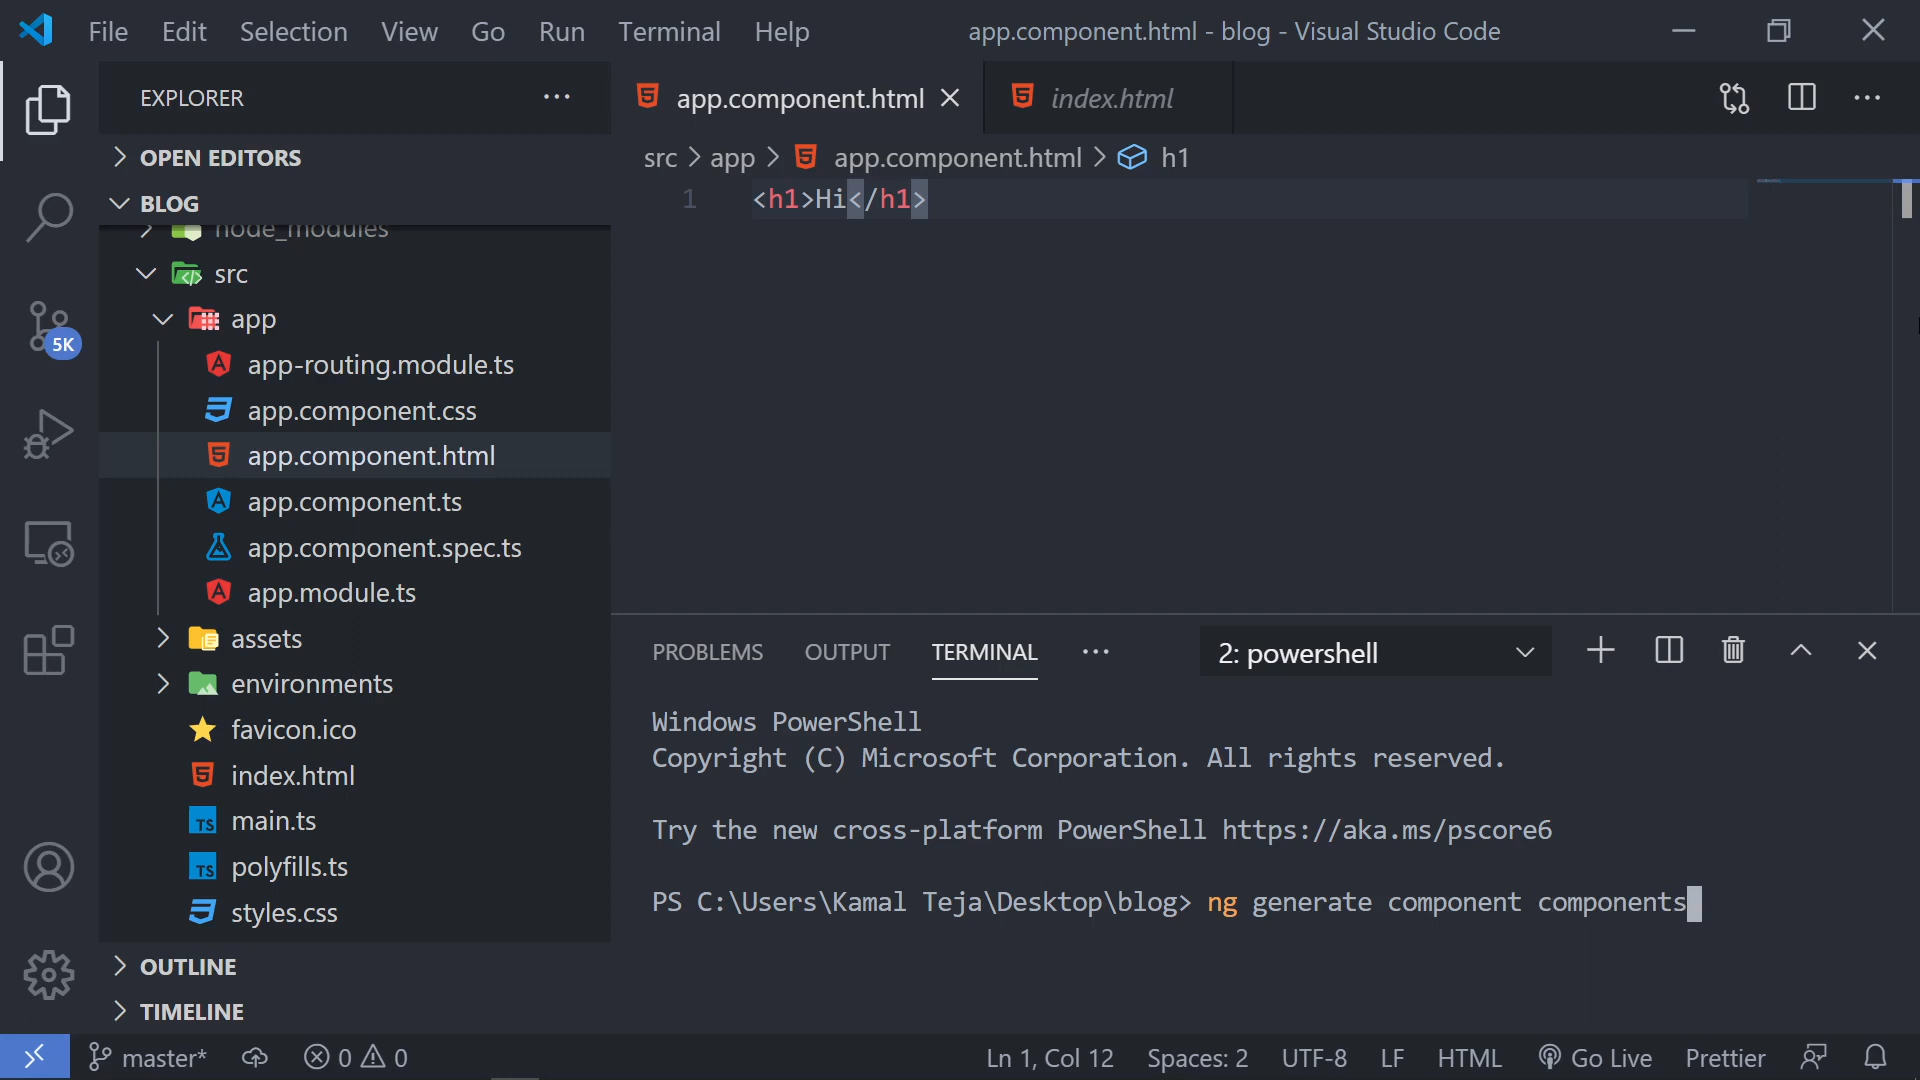 File Edit Selection View Go Run Terminal Help app.component.html - blog - Visual Studio Code
EXPLORER
app.component.html index.html
OPEN EDITORS
src app app.component.html h1
BLOG
1 <h1>Hi</h1>
node_modules
src
app
app-routing.module.ts
app.component.css
app.component.html
app.component.ts
app.component.spec.ts
app.module.ts
assets
environments
favicon.ico
index.html
main.ts
polyfills.ts
styles.css
OUTLINE
TIMELINE
5K
PROBLEMS OUTPUT TERMINAL 2: powershell
Windows PowerShell
Copyright (C) Microsoft Corporation. All rights reserved.
Try the new cross-platform PowerShell https://aka.ms/pscore6
PS C:\Users\Kamal Teja\Desktop\blog> ng generate component components
master* 0 0 Ln 1, Col 12 Spaces: 2 UTF-8 LF HTML Go Live Prettier